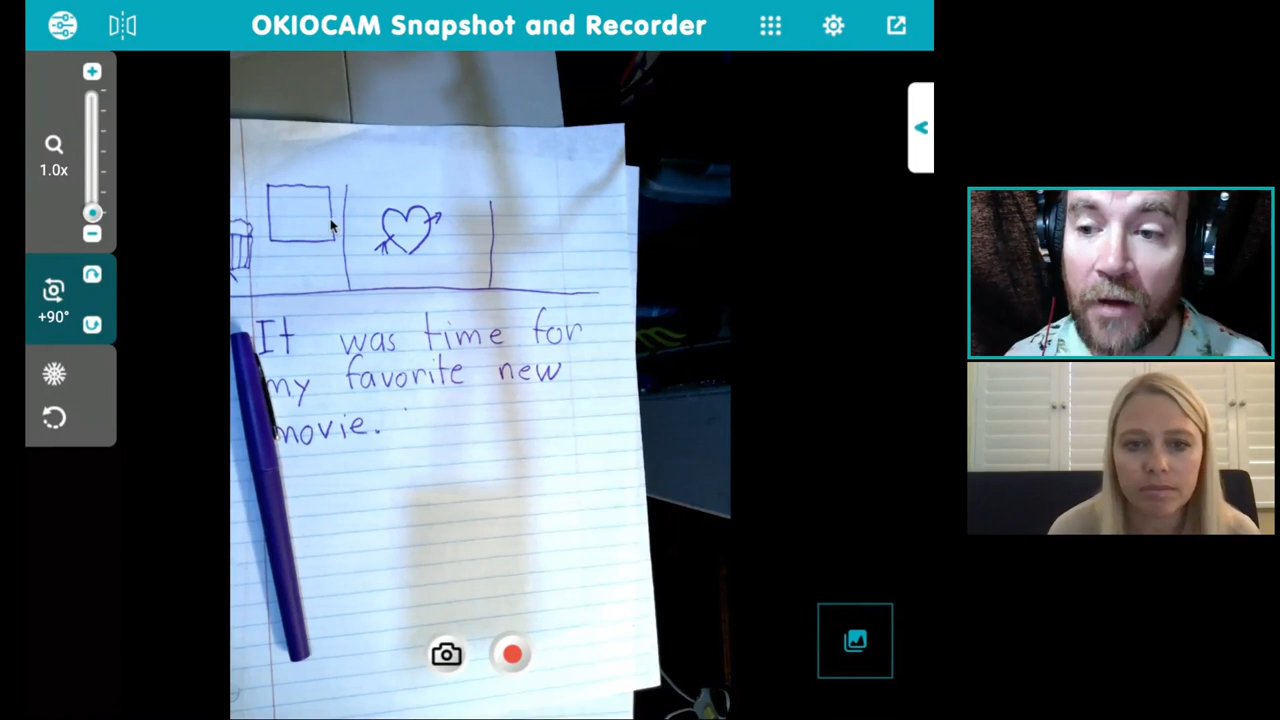 OKIOCAM Snapshot and Recorder
1.0x
+90°
It was time for
my favorite new
movie.